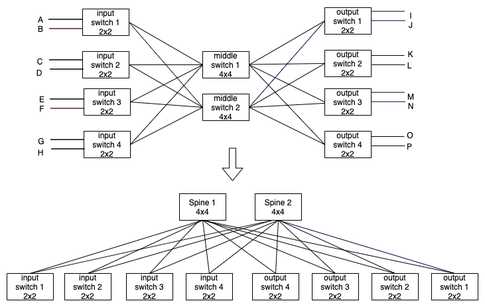 A
B
input
switch 1
2x2
C
D
input
switch 2
2x2
E
F
input
switch 3
2x2
G
H
input
switch 4
2x2
middle
switch 1
4x4
middle
switch 2
4x4
output
switch 1
2x2
I
J
output
switch 2
2x2
K
L
output
switch 3
2x2
M
N
output
switch 4
2x2
O
P
Spine 1
4x4
Spine 2
4x4
input
switch 1
2x2
input
switch 2
2x2
input
switch 3
2x2
input
switch 4
2x2
output
switch 4
2x2
output
switch 3
2x2
output
switch 2
2x2
output
switch 1
2x2